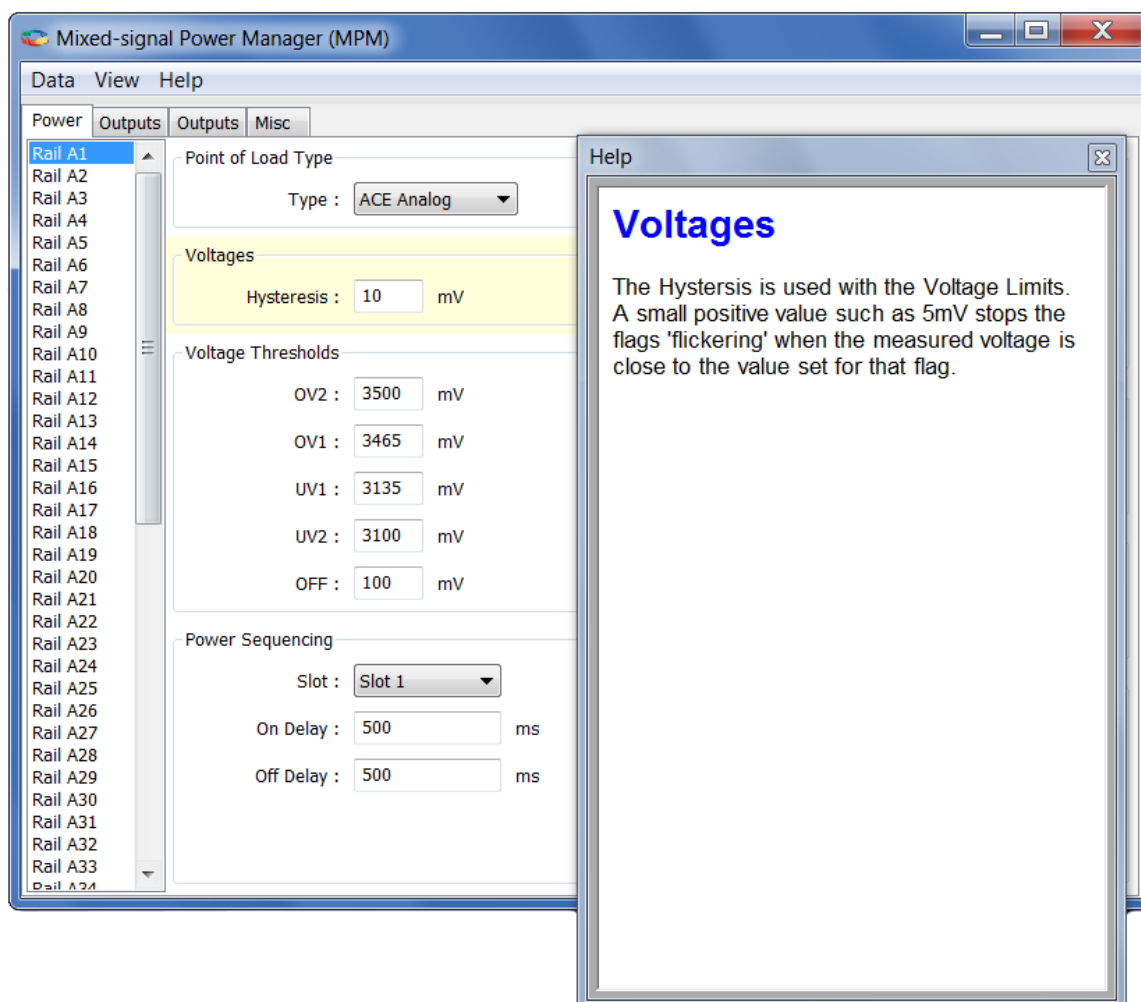 Mixed-signal Power Manager (MPM)
Data View Help
Power Outputs Outputs Misc
Rail A1
Rail A2
Rail A3
Rail A4
Rail A5
Rail A6
Rail A7
Rail A8
Rail A9
Rail A10
Rail A11
Rail A12
Rail A13
Rail A14
Rail A15
Rail A16
Rail A17
Rail A18
Rail A19
Rail A20
Rail A21
Rail A22
Rail A23
Rail A24
Rail A25
Rail A26
Rail A27
Rail A28
Rail A29
Rail A30
Rail A31
Rail A32
Rail A33
Rail A34
Point of Load Type
Type : ACE Analog
Voltages
Hysteresis : 10 mV
Voltage Thresholds
OV2 : 3500 mV
OV1 : 3465 mV
UV1 : 3135 mV
UV2 : 3100 mV
OFF : 100 mV
Power Sequencing
Slot : Slot 1
On Delay : 500 ms
Off Delay : 500 ms
Help
Voltages
The Hystersis is used with the Voltage Limits.
A small positive value such as 5mV stops the
flags 'flickering' when the measured voltage is
close to the value set for that flag.